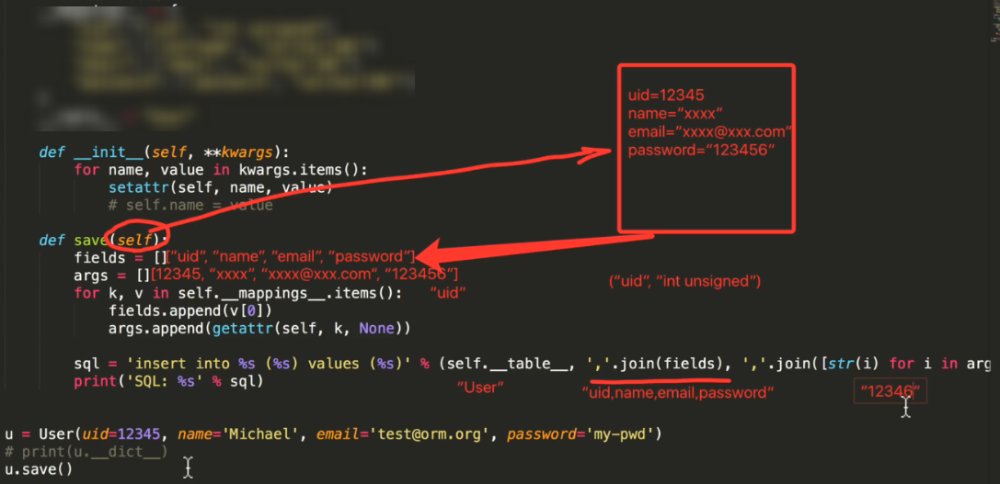 uid=12345
name="xxxx"
email="xxxx@xxx.com"
password="123456"
def __init__(self, **kwargs):
for name, value in kwargs.items():
setattr(self, name, value)
# self.name = value
def save(self):
fields = []["uid", "name", "email", "password"]
args = [][12345, "xxxx", "xxxx@xxx.com", "123456"]
("uid", "int unsigned")
for k, v in self.__mappings__.items(): "uid"
fields.append(v[0])
args.append(getattr(self, k, None))
sql = 'insert into %s (%s) values (%s)' % (self.__table__, ','.join(fields), ','.join([str(i) for i in arg
print('SQL: %s' % sql)
"User" "uid,name,email,password" "12346"
u = User(uid=12345, name='Michael', email='test@orm.org', password='my-pwd')
# print(u.__dict__)
u.save()